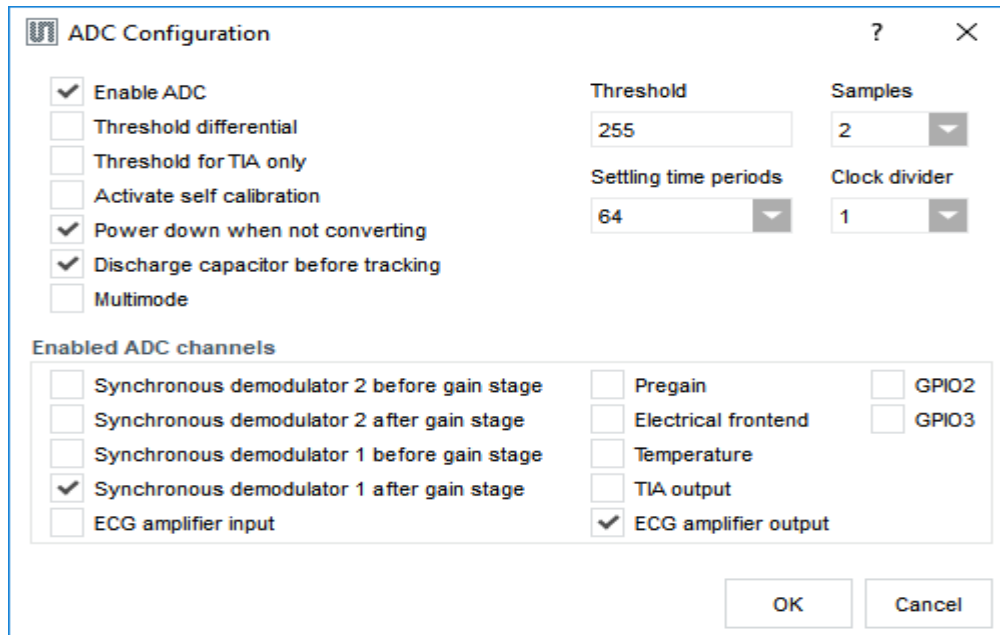 ADC Configuration ? ×
Enable ADC
Threshold differential
Threshold for TIA only
Activate self calibration
Power down when not converting
Discharge capacitor before tracking
Multimode
Threshold Samples
255 2
Settling time periods Clock divider
64 1
Enabled ADC channels
Synchronous demodulator 2 before gain stage
Synchronous demodulator 2 after gain stage
Synchronous demodulator 1 before gain stage
Synchronous demodulator 1 after gain stage
ECG amplifier input
Pregain
Electrical frontend
Temperature
TIA output
ECG amplifier output
GPIO2
GPIO3
OK Cancel